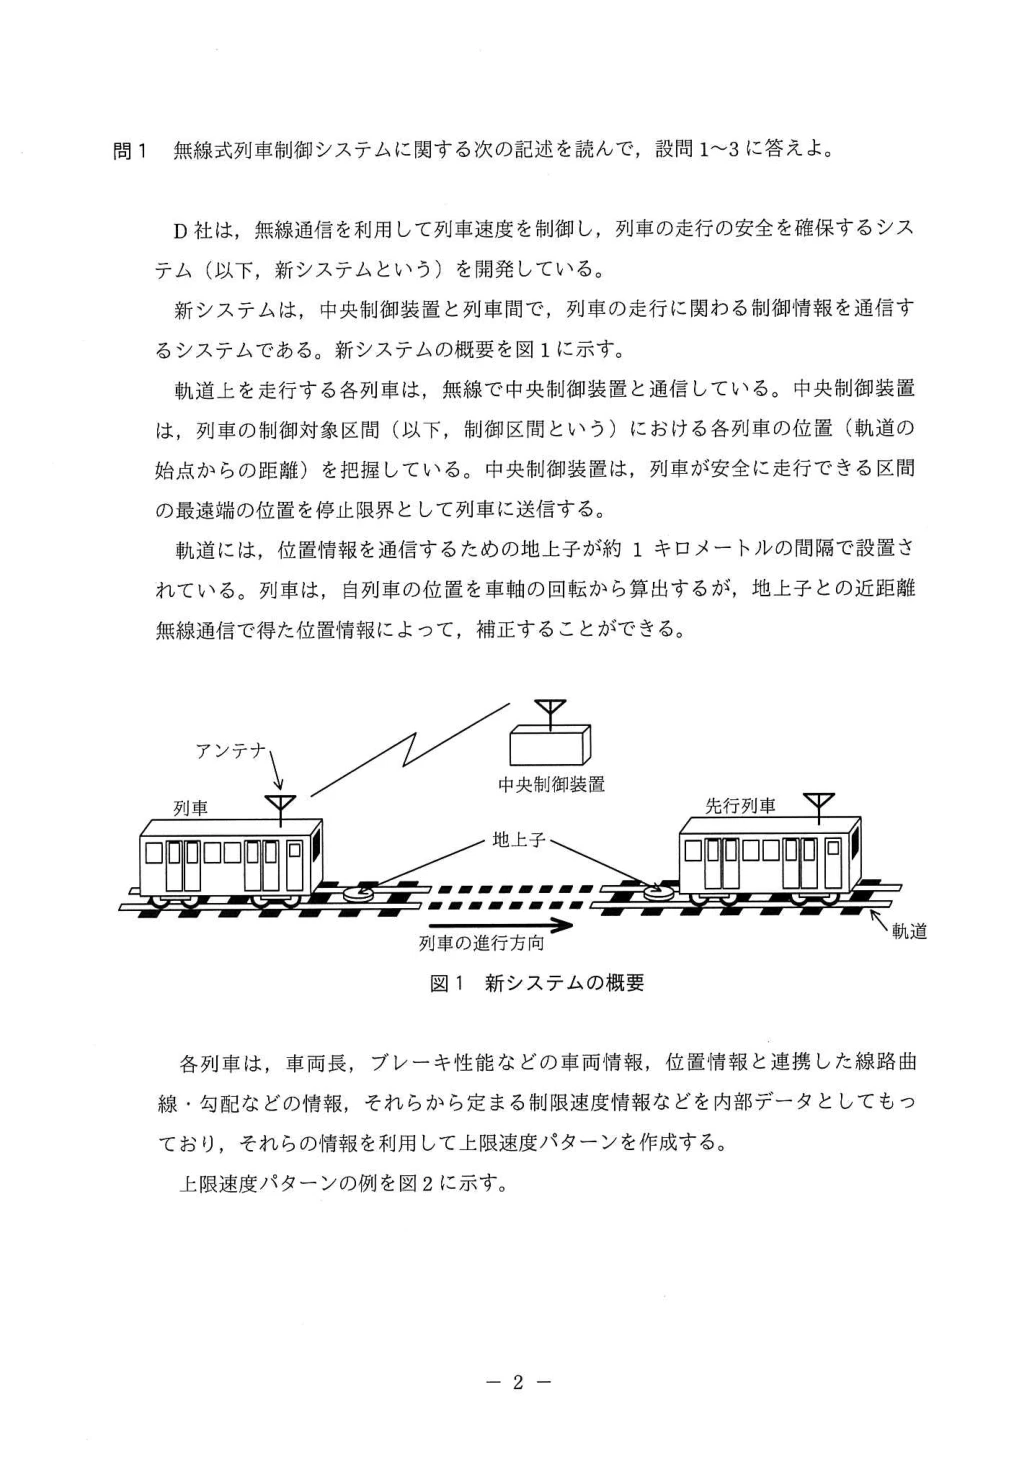 問1　無線式列車制御システムに関する次の記述を読んで，設問1～3に答えよ。
D社は，無線通信を利用して列車速度を制御し，列車の走行の安全を確保するシス
テム（以下，新システムという）を開発している。
新システムは，中央制御装置と列車間で，列車の走行に関わる制御情報を通信す
るシステムである。新システムの概要を図1に示す。
軌道上を走行する各列車は，無線で中央制御装置と通信している。中央制御装置
は，列車の制御対象区間（以下，制御区間という）における各列車の位置（軌道の
始点からの距離）を把握している。中央制御装置は，列車が安全に走行できる区間
の最遠端の位置を停止限界として列車に送信する。
軌道には，位置情報を通信するための地上子が約 1 キロメートルの間隔で設置さ
れている。列車は，自列車の位置を車軸の回転から算出するが，地上子との近距離
無線通信で得た位置情報によって，補正することができる。
アンテナ
中央制御装置
列車
先行列車
地上子
軌道
列車の進行方向
図1　新システムの概要
各列車は，車両長，ブレーキ性能などの車両情報，位置情報と連携した線路曲
線・勾配などの情報，それらから定まる制限速度情報などを内部データとしてもっ
ており，それらの情報を利用して上限速度パターンを作成する。
上限速度パターンの例を図2に示す。
－ 2 －